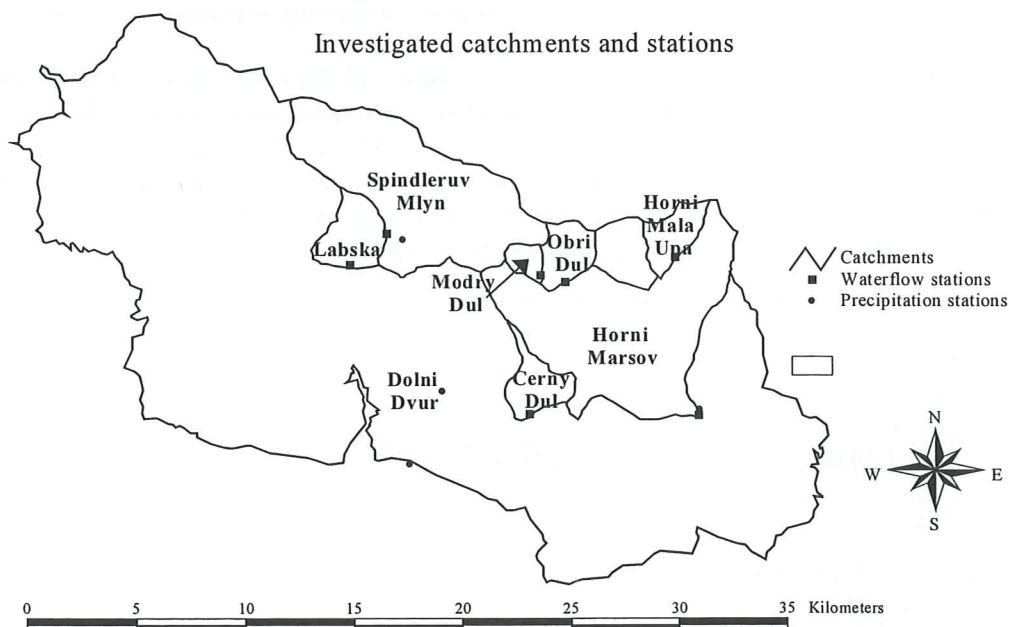 Investigated catchments and stations
Spindleruv
Mlyn
Labska
Horni
Mala
Upa
Obri
Dul
Modry
Dul
Catchments
Waterflow stations
Precipitation stations
Horni
Marsov
Dolni
Dvur
Cerny
Dul
N
W E
S
0 5 10 15 20 25 30 35 Kilometers